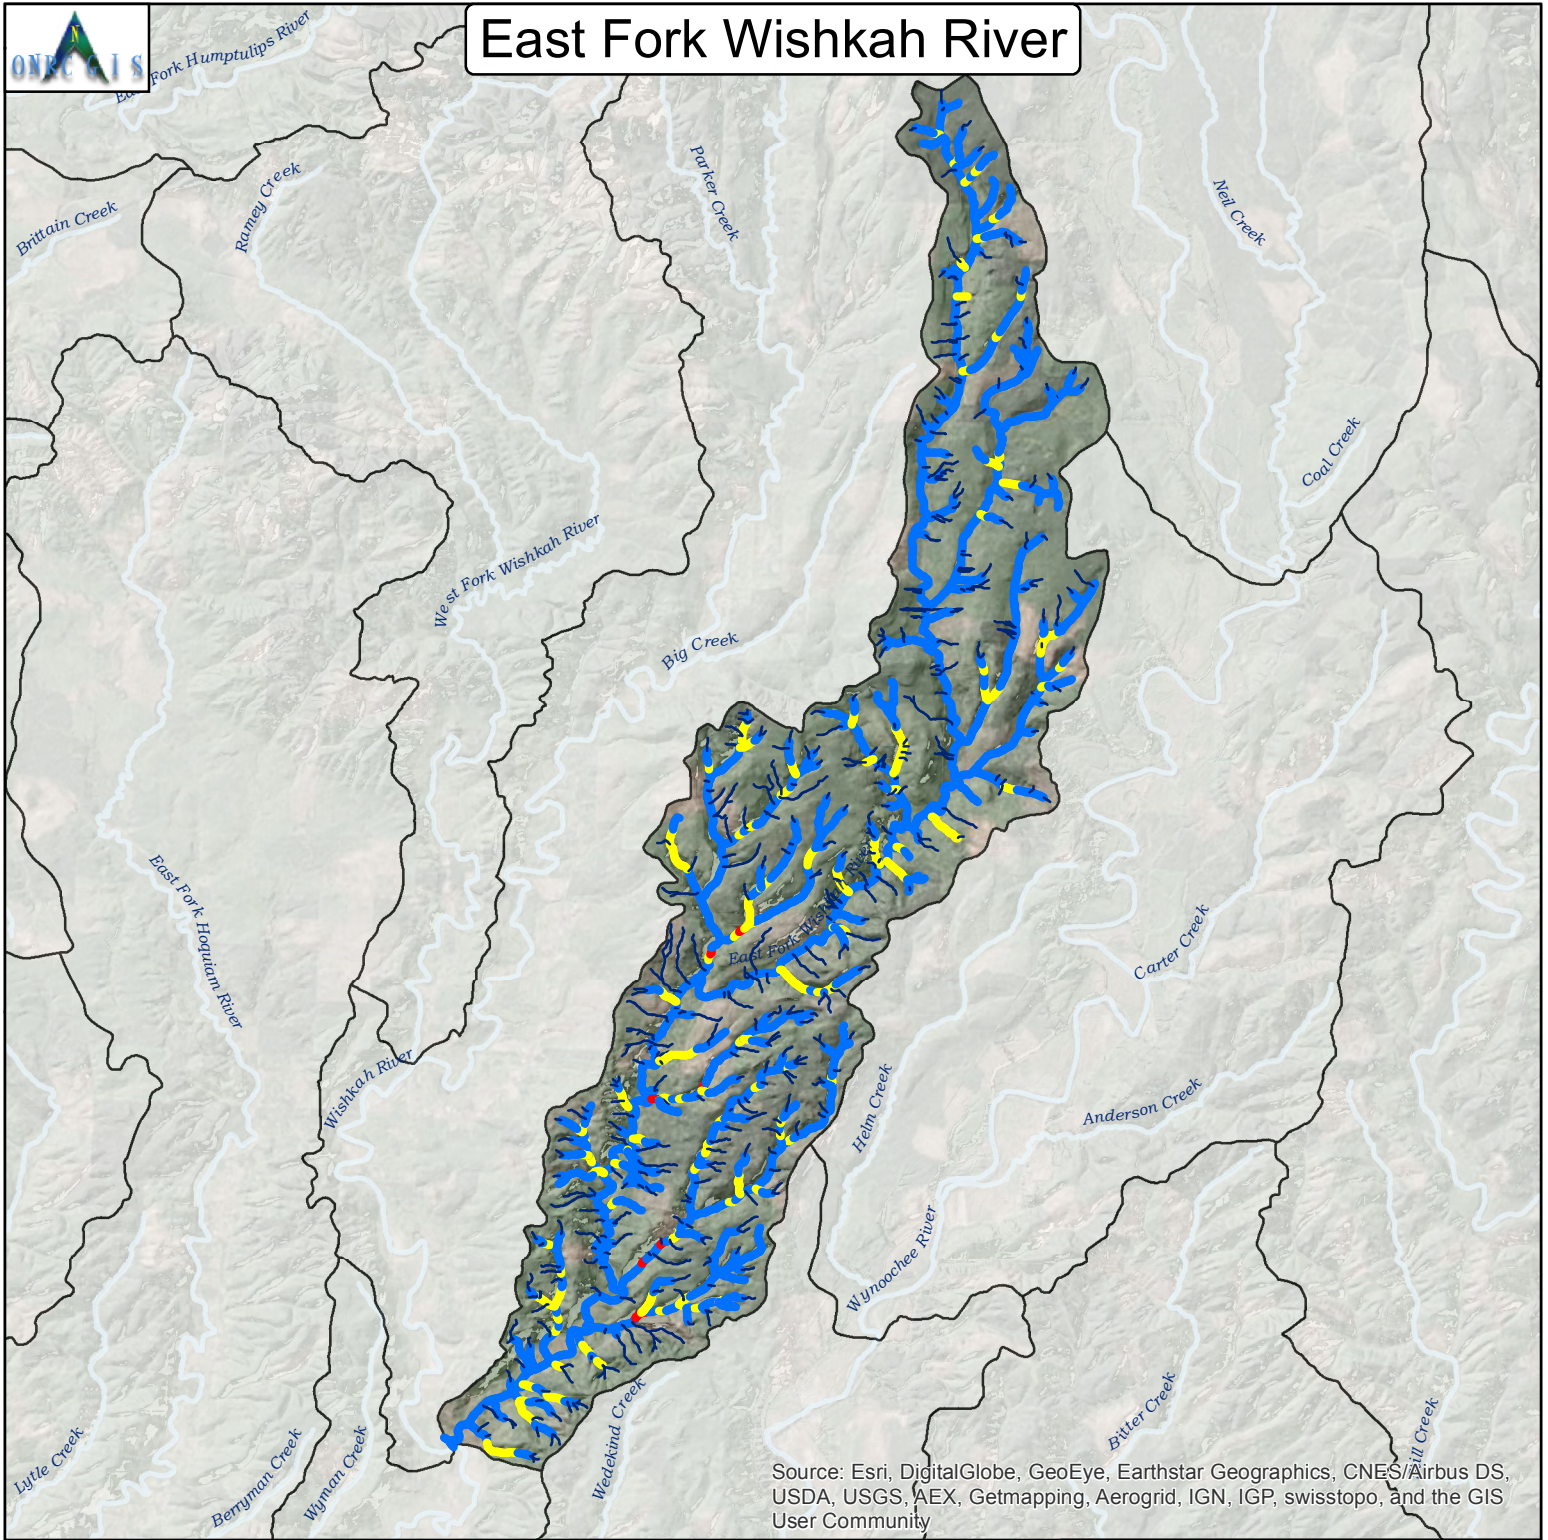 East Fork Wishkah River
N
ONRC GIS
Fork Humptulips River
Ramey Creek
Brittain Creek
Parker Creek
Neil Creek
Coal Creek
West Fork Wishkah River
Big Creek
East Fork Hoquiam River
East Fork Wishkah River
Carter Creek
Wishkah River
Helm Creek
Anderson Creek
Wynoochee River
Wedekind Creek
Bitter Creek
Lytle Creek
Berryman Creek
Wyman Creek
ill Creek
Source: Esri, DigitalGlobe, GeoEye, Earthstar Geographics, CNES/Airbus DS,
USDA, USGS, AEX, Getmapping, Aerogrid, IGN, IGP, swisstopo, and the GIS
User Community